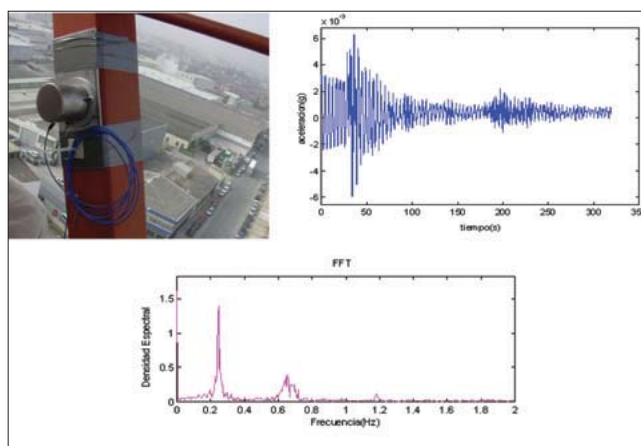 x 10⁻³
6
4
2
0
-2
-4
-6
aceleracion(g)
0 50 100 150 200 250 300 35
tiempo(s)
FFT
1.5
1
0.5
0
Densidad Espectral
0 0.2 0.4 0.6 0.8 1 1.2 1.4 1.6 1.8 2
Frecuencia(Hz)